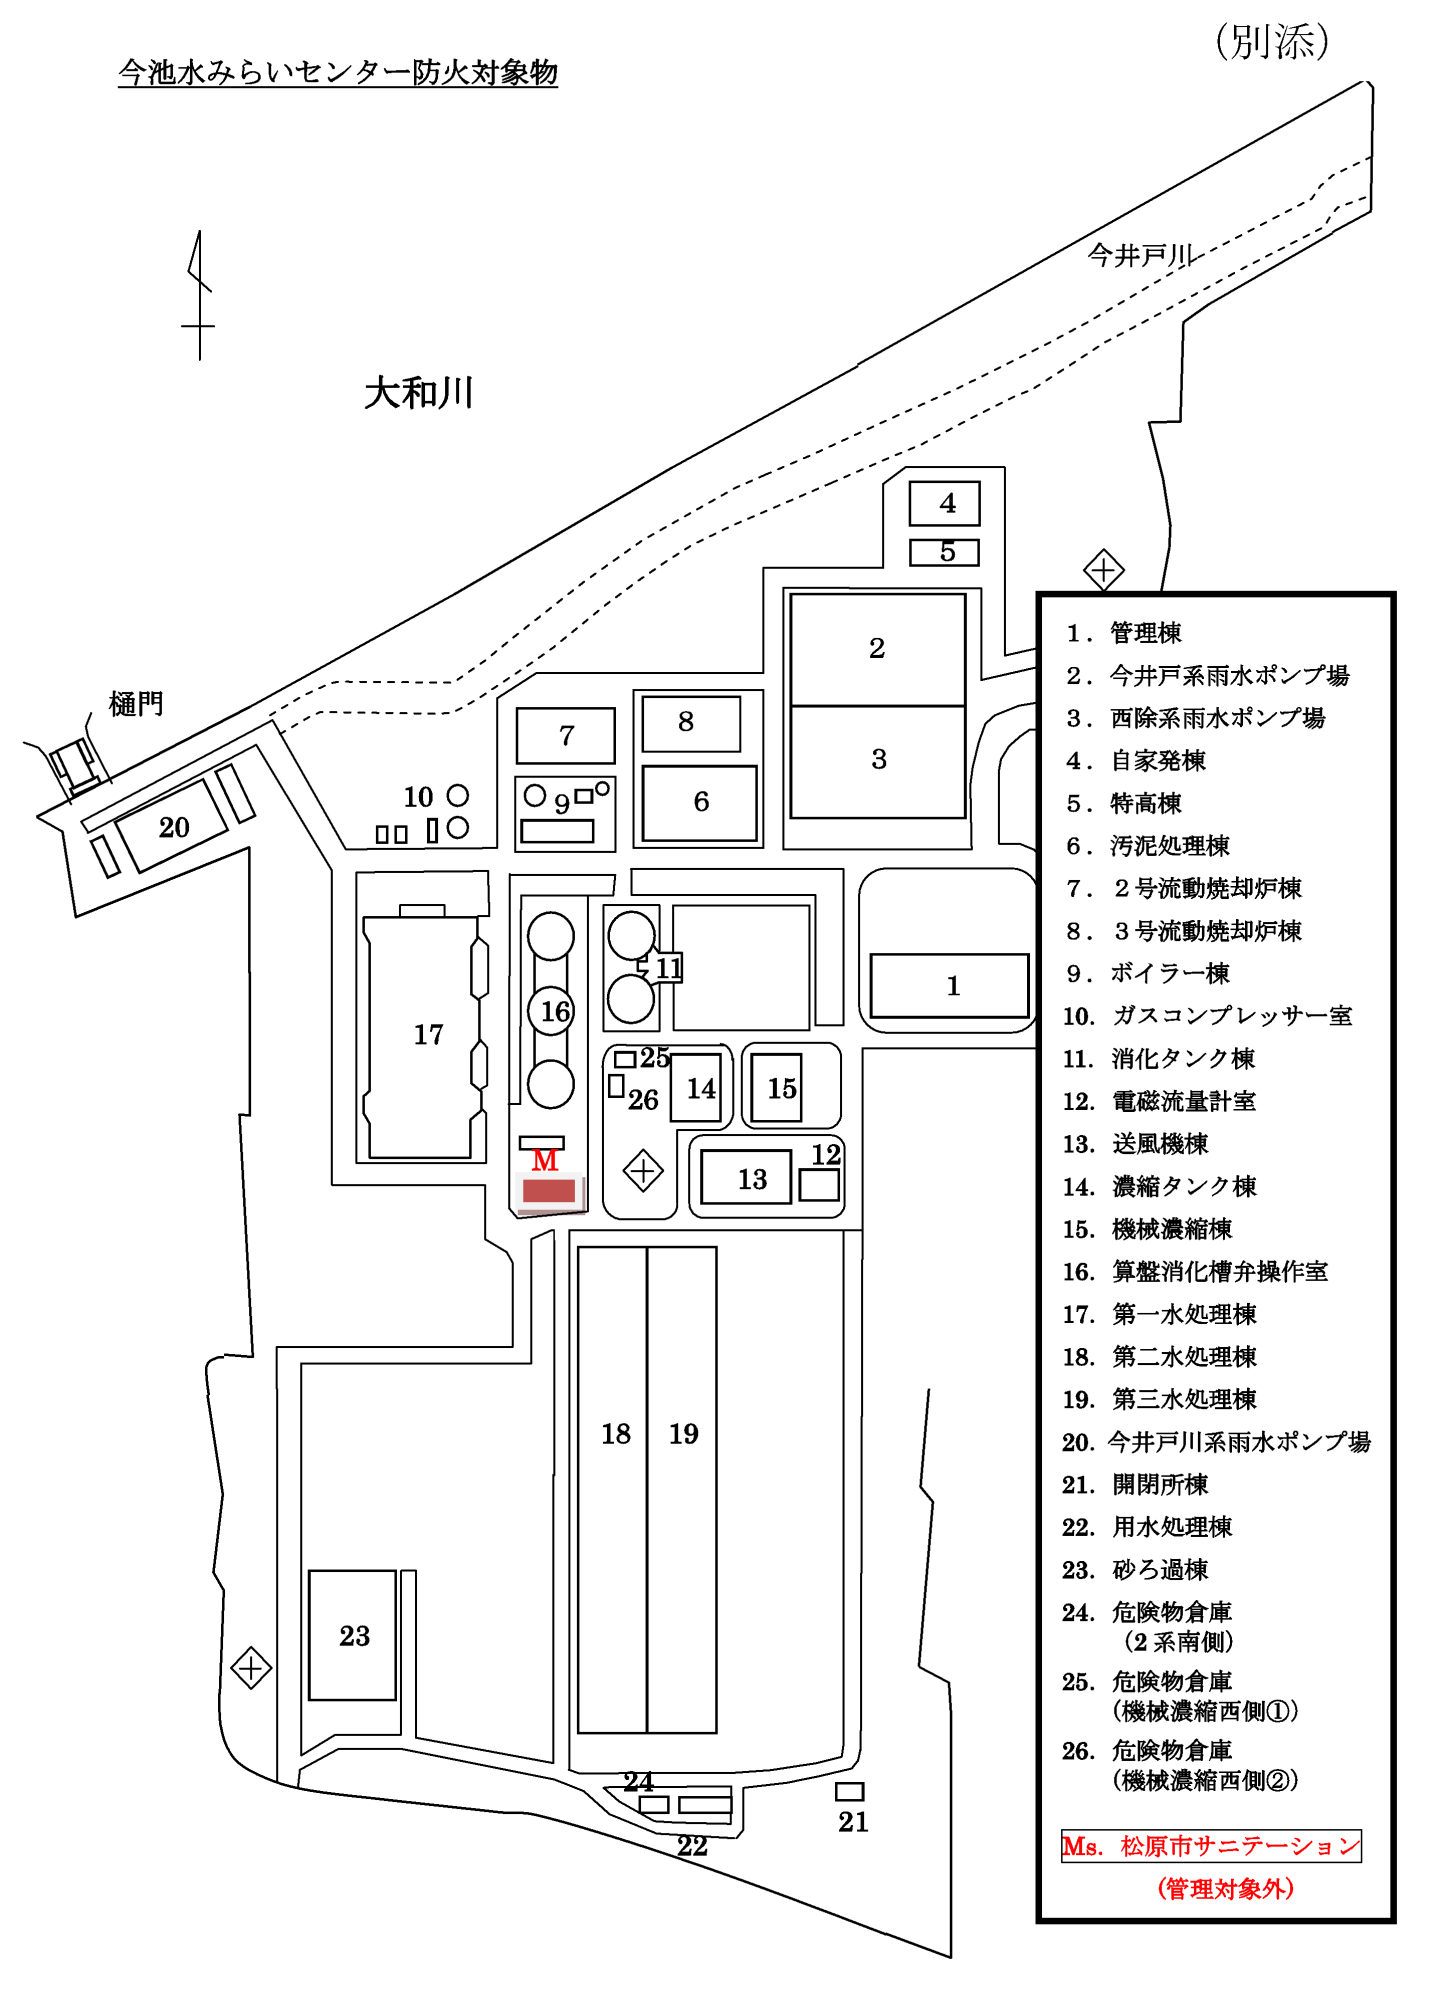 (別添)
今池水みらいセンター防火対象物
今井戸川
大和川
樋門
4
5
2
3
8
7
6
9
10
20
11
1
16
17
25
26
14
15
M
12
13
18
19
23
24
22
21
１．管理棟
２．今井戸系雨水ポンプ場
３．西除系雨水ポンプ場
４．自家発棟
５．特高棟
６．汚泥処理棟
７．２号流動焼却炉棟
８．３号流動焼却炉棟
９．ボイラー棟
10．ガスコンプレッサー室
11．消化タンク棟
12．電磁流量計室
13．送風機棟
14．濃縮タンク棟
15．機械濃縮棟
16．算盤消化槽弁操作室
17．第一水処理棟
18．第二水処理棟
19．第三水処理棟
20．今井戸川系雨水ポンプ場
21．開閉所棟
22．用水処理棟
23．砂ろ過棟
24．危険物倉庫
（2 系南側）
25．危険物倉庫
（機械濃縮西側①）
26．危険物倉庫
（機械濃縮西側②）
Ms．松原市サニテーション
（管理対象外）